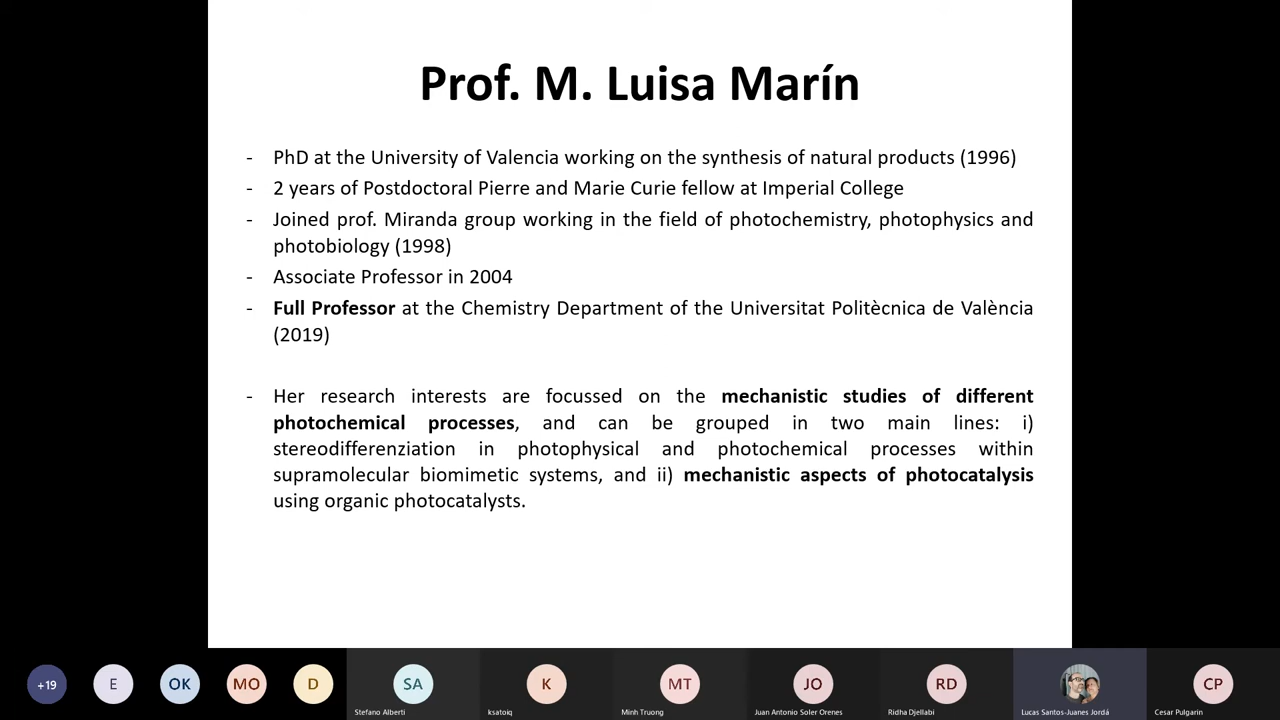 Prof. M. Luisa Marín
- PhD at the University of Valencia working on the synthesis of natural products (1996)
- 2 years of Postdoctoral Pierre and Marie Curie fellow at Imperial College
- Joined prof. Miranda group working in the field of photochemistry, photophysics and
photobiology (1998)
- Associate Professor in 2004
- Full Professor at the Chemistry Department of the Universitat Politècnica de València
(2019)
- Her research interests are focussed on the mechanistic studies of different
photochemical processes, and can be grouped in two main lines: i)
stereodifferenziation in photophysical and photochemical processes within
supramolecular biomimetic systems, and ii) mechanistic aspects of photocatalysis
using organic photocatalysts.
+19 E OK MO D SA K MT JO RD CP
Stefano Alberti ksatoiq Minh Truong Juan Antonio Soler Orenes Ridha Djellabi Lucas Santos-Juanes Jordá Cesar Pulgarin